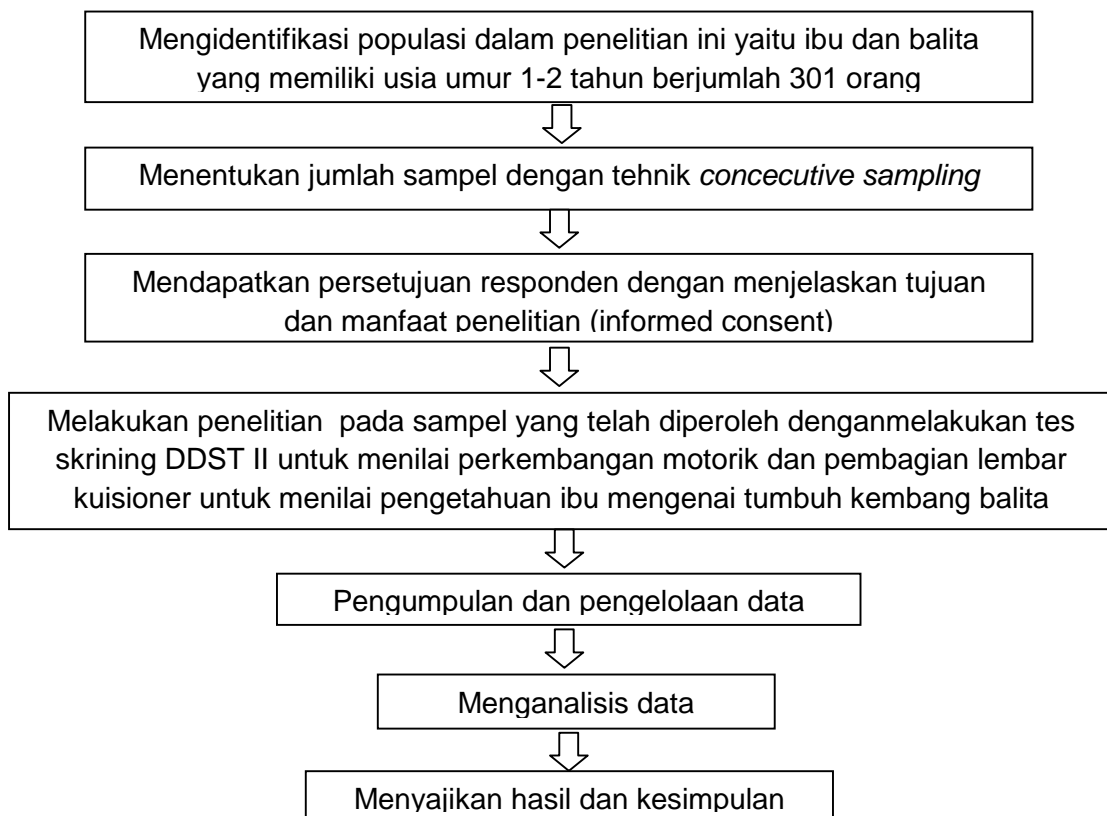 Mengidentifikasi populasi dalam penelitian ini yaitu ibu dan balita
yang memiliki usia umur 1-2 tahun berjumlah 301 orang
Menentukan jumlah sampel dengan tehnik concecutive sampling
Mendapatkan persetujuan responden dengan menjelaskan tujuan
dan manfaat penelitian (informed consent)
Melakukan penelitian pada sampel yang telah diperoleh denganmelakukan tes
skrining DDST II untuk menilai perkembangan motorik dan pembagian lembar
kuisioner untuk menilai pengetahuan ibu mengenai tumbuh kembang balita
Pengumpulan dan pengelolaan data
Menganalisis data
Menyajikan hasil dan kesimpulan